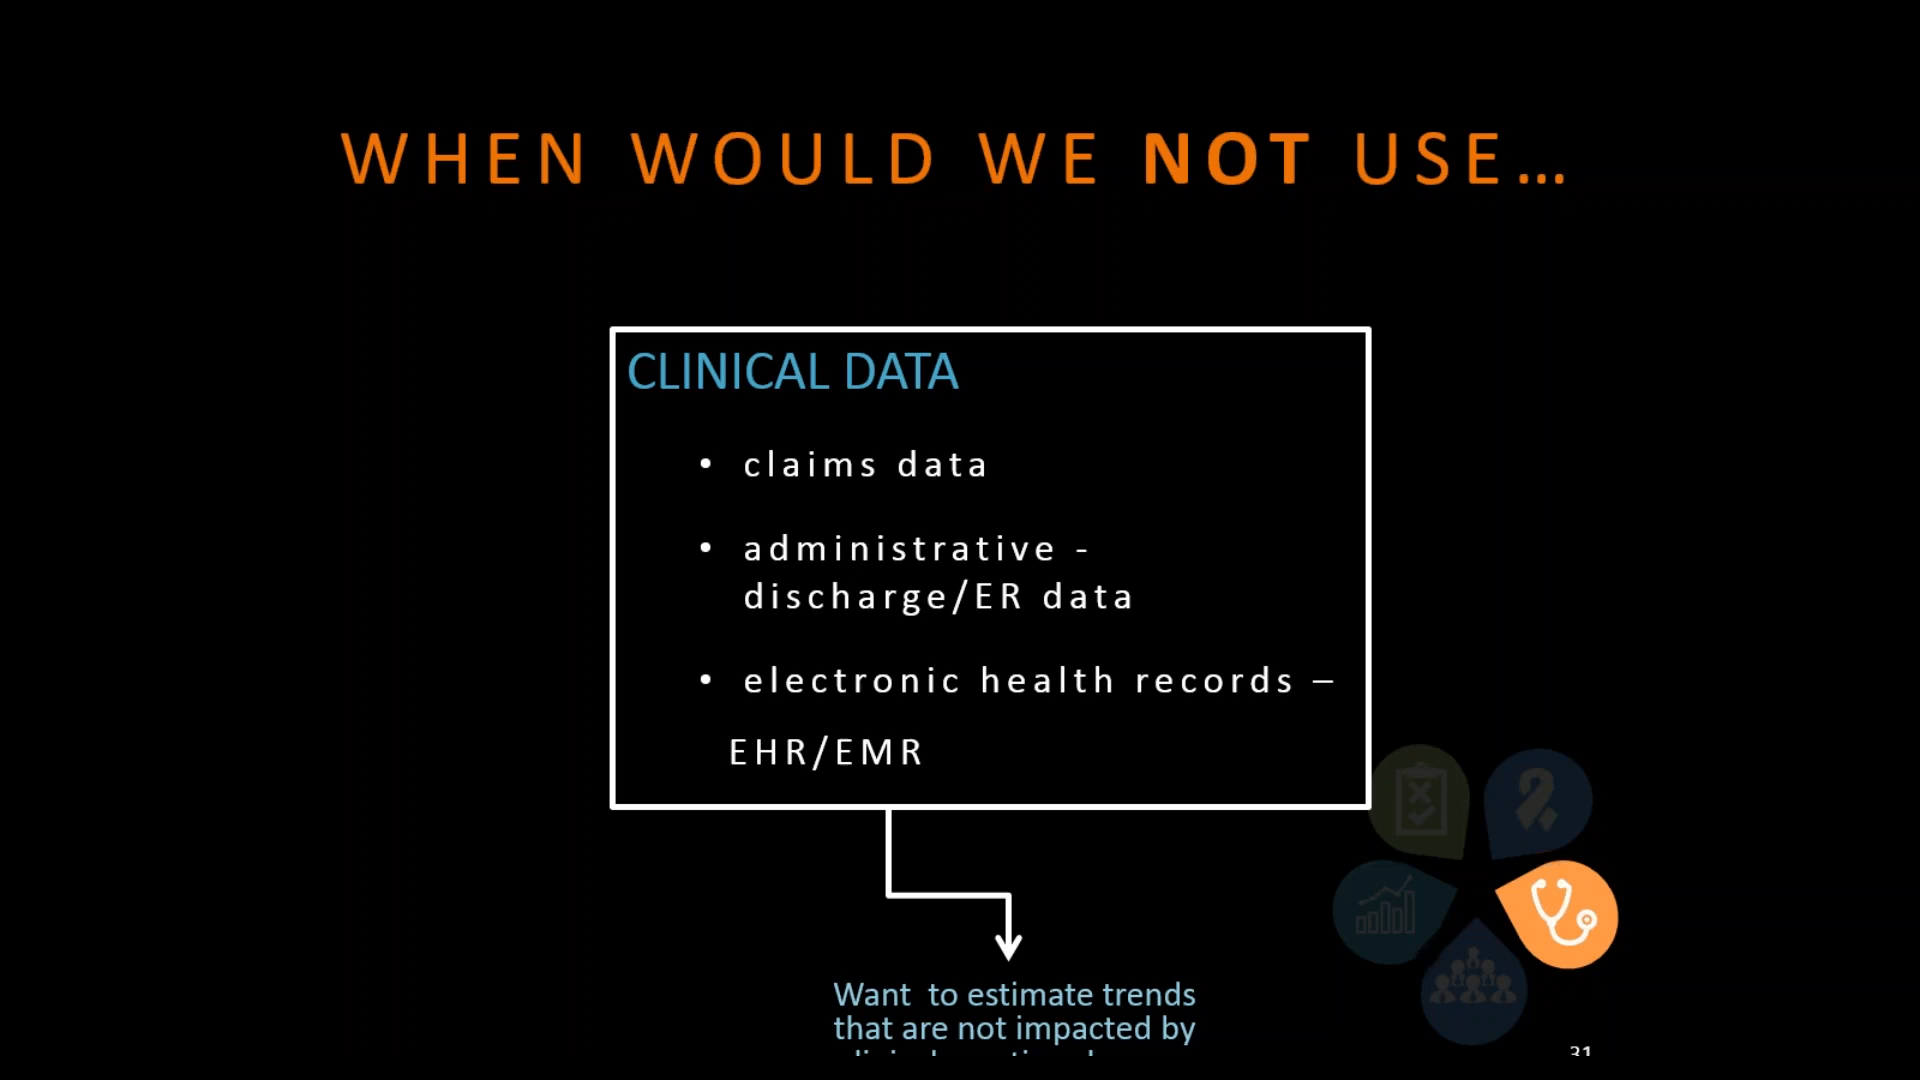 WHEN WOULD WE NOT USE…
CLINICAL DATA
• claims data
• administrative -
discharge/ER data
• electronic health records –
EHR/EMR
Want to estimate trends
that are not impacted by
31